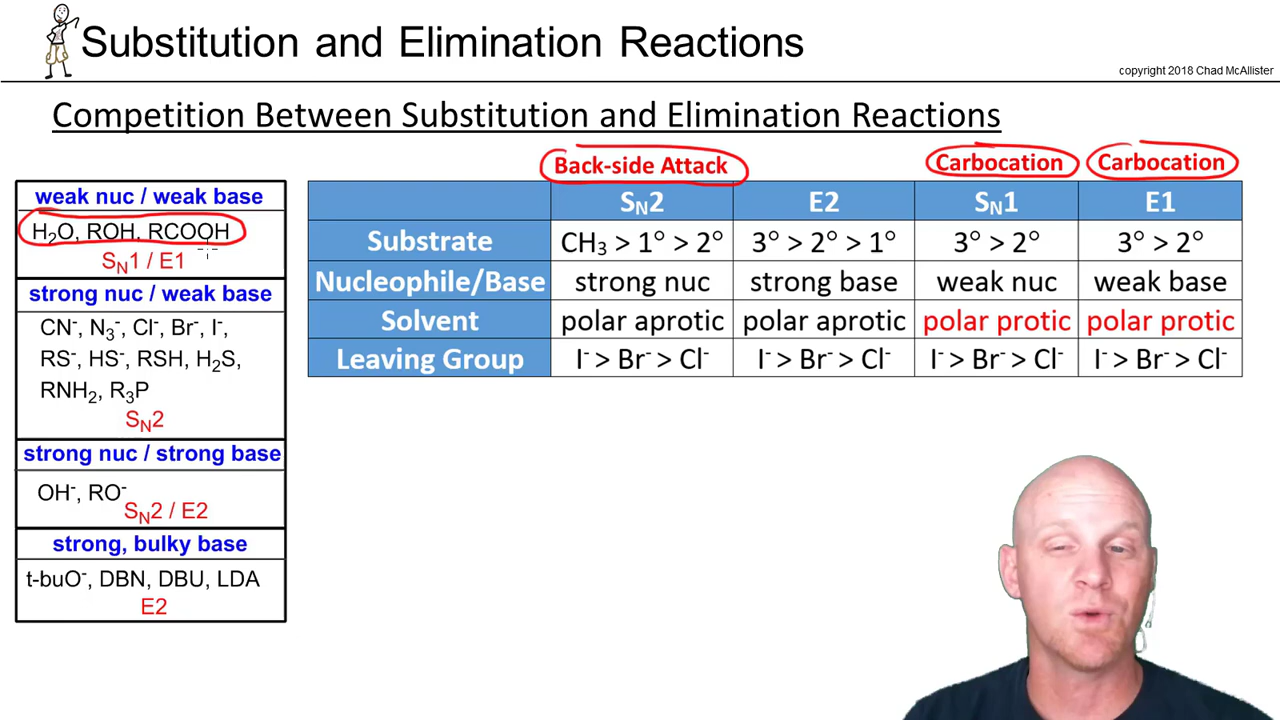 Substitution and Elimination Reactions
copyright 2018 Chad McAllister
Competition Between Substitution and Elimination Reactions
weak nuc / weak base
H₂O, ROH, RCOOH
Sₙ1 / E1
strong nuc / weak base
CN⁻, N₃⁻, Cl⁻, Br⁻, I⁻,
RS⁻, HS⁻, RSH, H₂S,
RNH₂, R₃P
Sₙ2
strong nuc / strong base
OH⁻, RO⁻
Sₙ2 / E2
strong, bulky base
t-buO⁻, DBN, DBU, LDA
E2
Back-side Attack Carbocation Carbocation
Sₙ2 E2 Sₙ1 E1
Substrate CH₃ > 1° > 2° 3° > 2° > 1° 3° > 2° 3° > 2°
Nucleophile/Base strong nuc strong base weak nuc weak base
Solvent polar aprotic polar aprotic polar protic polar protic
Leaving Group I⁻ > Br⁻ > Cl⁻ I⁻ > Br⁻ > Cl⁻ I⁻ > Br⁻ > Cl⁻ I⁻ > Br⁻ > Cl⁻